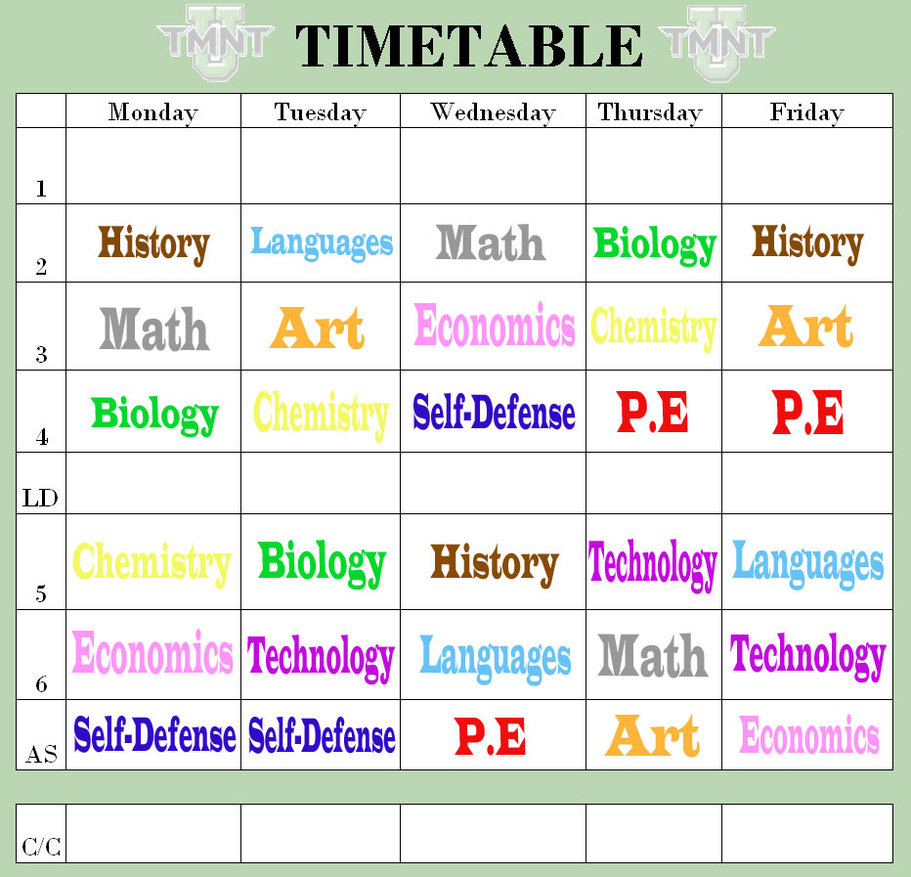 U TMNT TIMETABLE U TMNT
Monday Tuesday Wednesday Thursday Friday
1
2 History Languages Math Biology History
3 Math Art Economics Chemistry Art
4 Biology Chemistry Self-Defense P.E P.E
LD
5 Chemistry Biology History Technology Languages
6 Economics Technology Languages Math Technology
AS Self-Defense Self-Defense P.E Art Economics
C/C